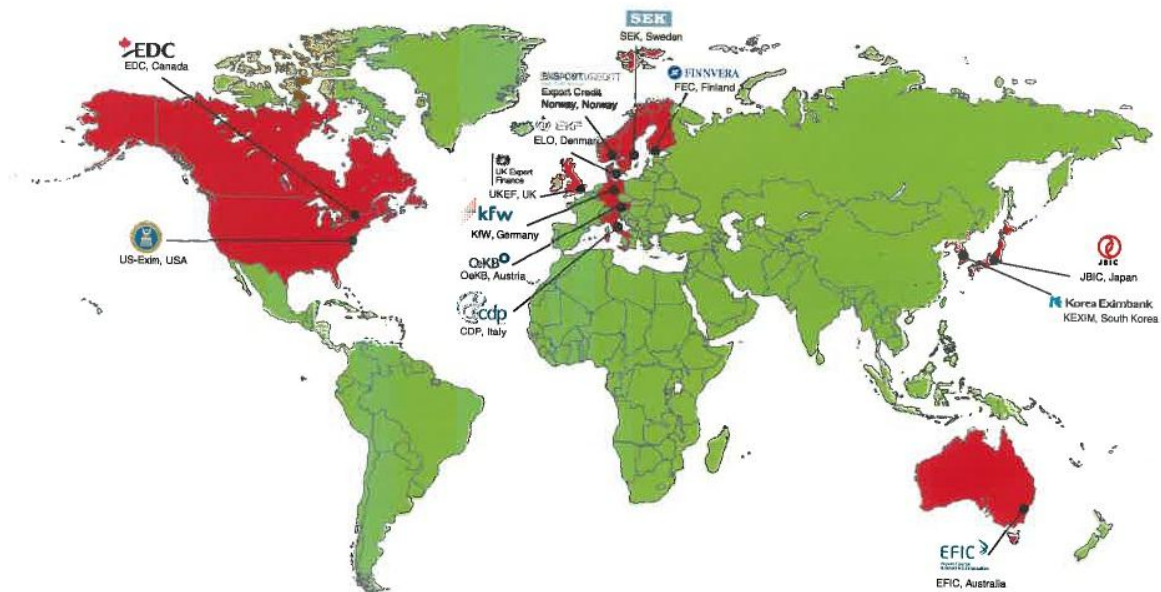 SEK
SEK, Sweden
EDC
EDC, Canada
FINNVERA
FEC, Finland
Export Credit
Norway, Norway
EKF
ELO, Denmark
UK Export
Finance
UKEF, UK
kfw
KfW, Germany
US-Exim, USA
OeKB
OeKB, Austria
cdp
CDP, Italy
JBIC
JBIC, Japan
Korea Eximbank
KEXIM, South Korea
EFIC
EFIC, Australia